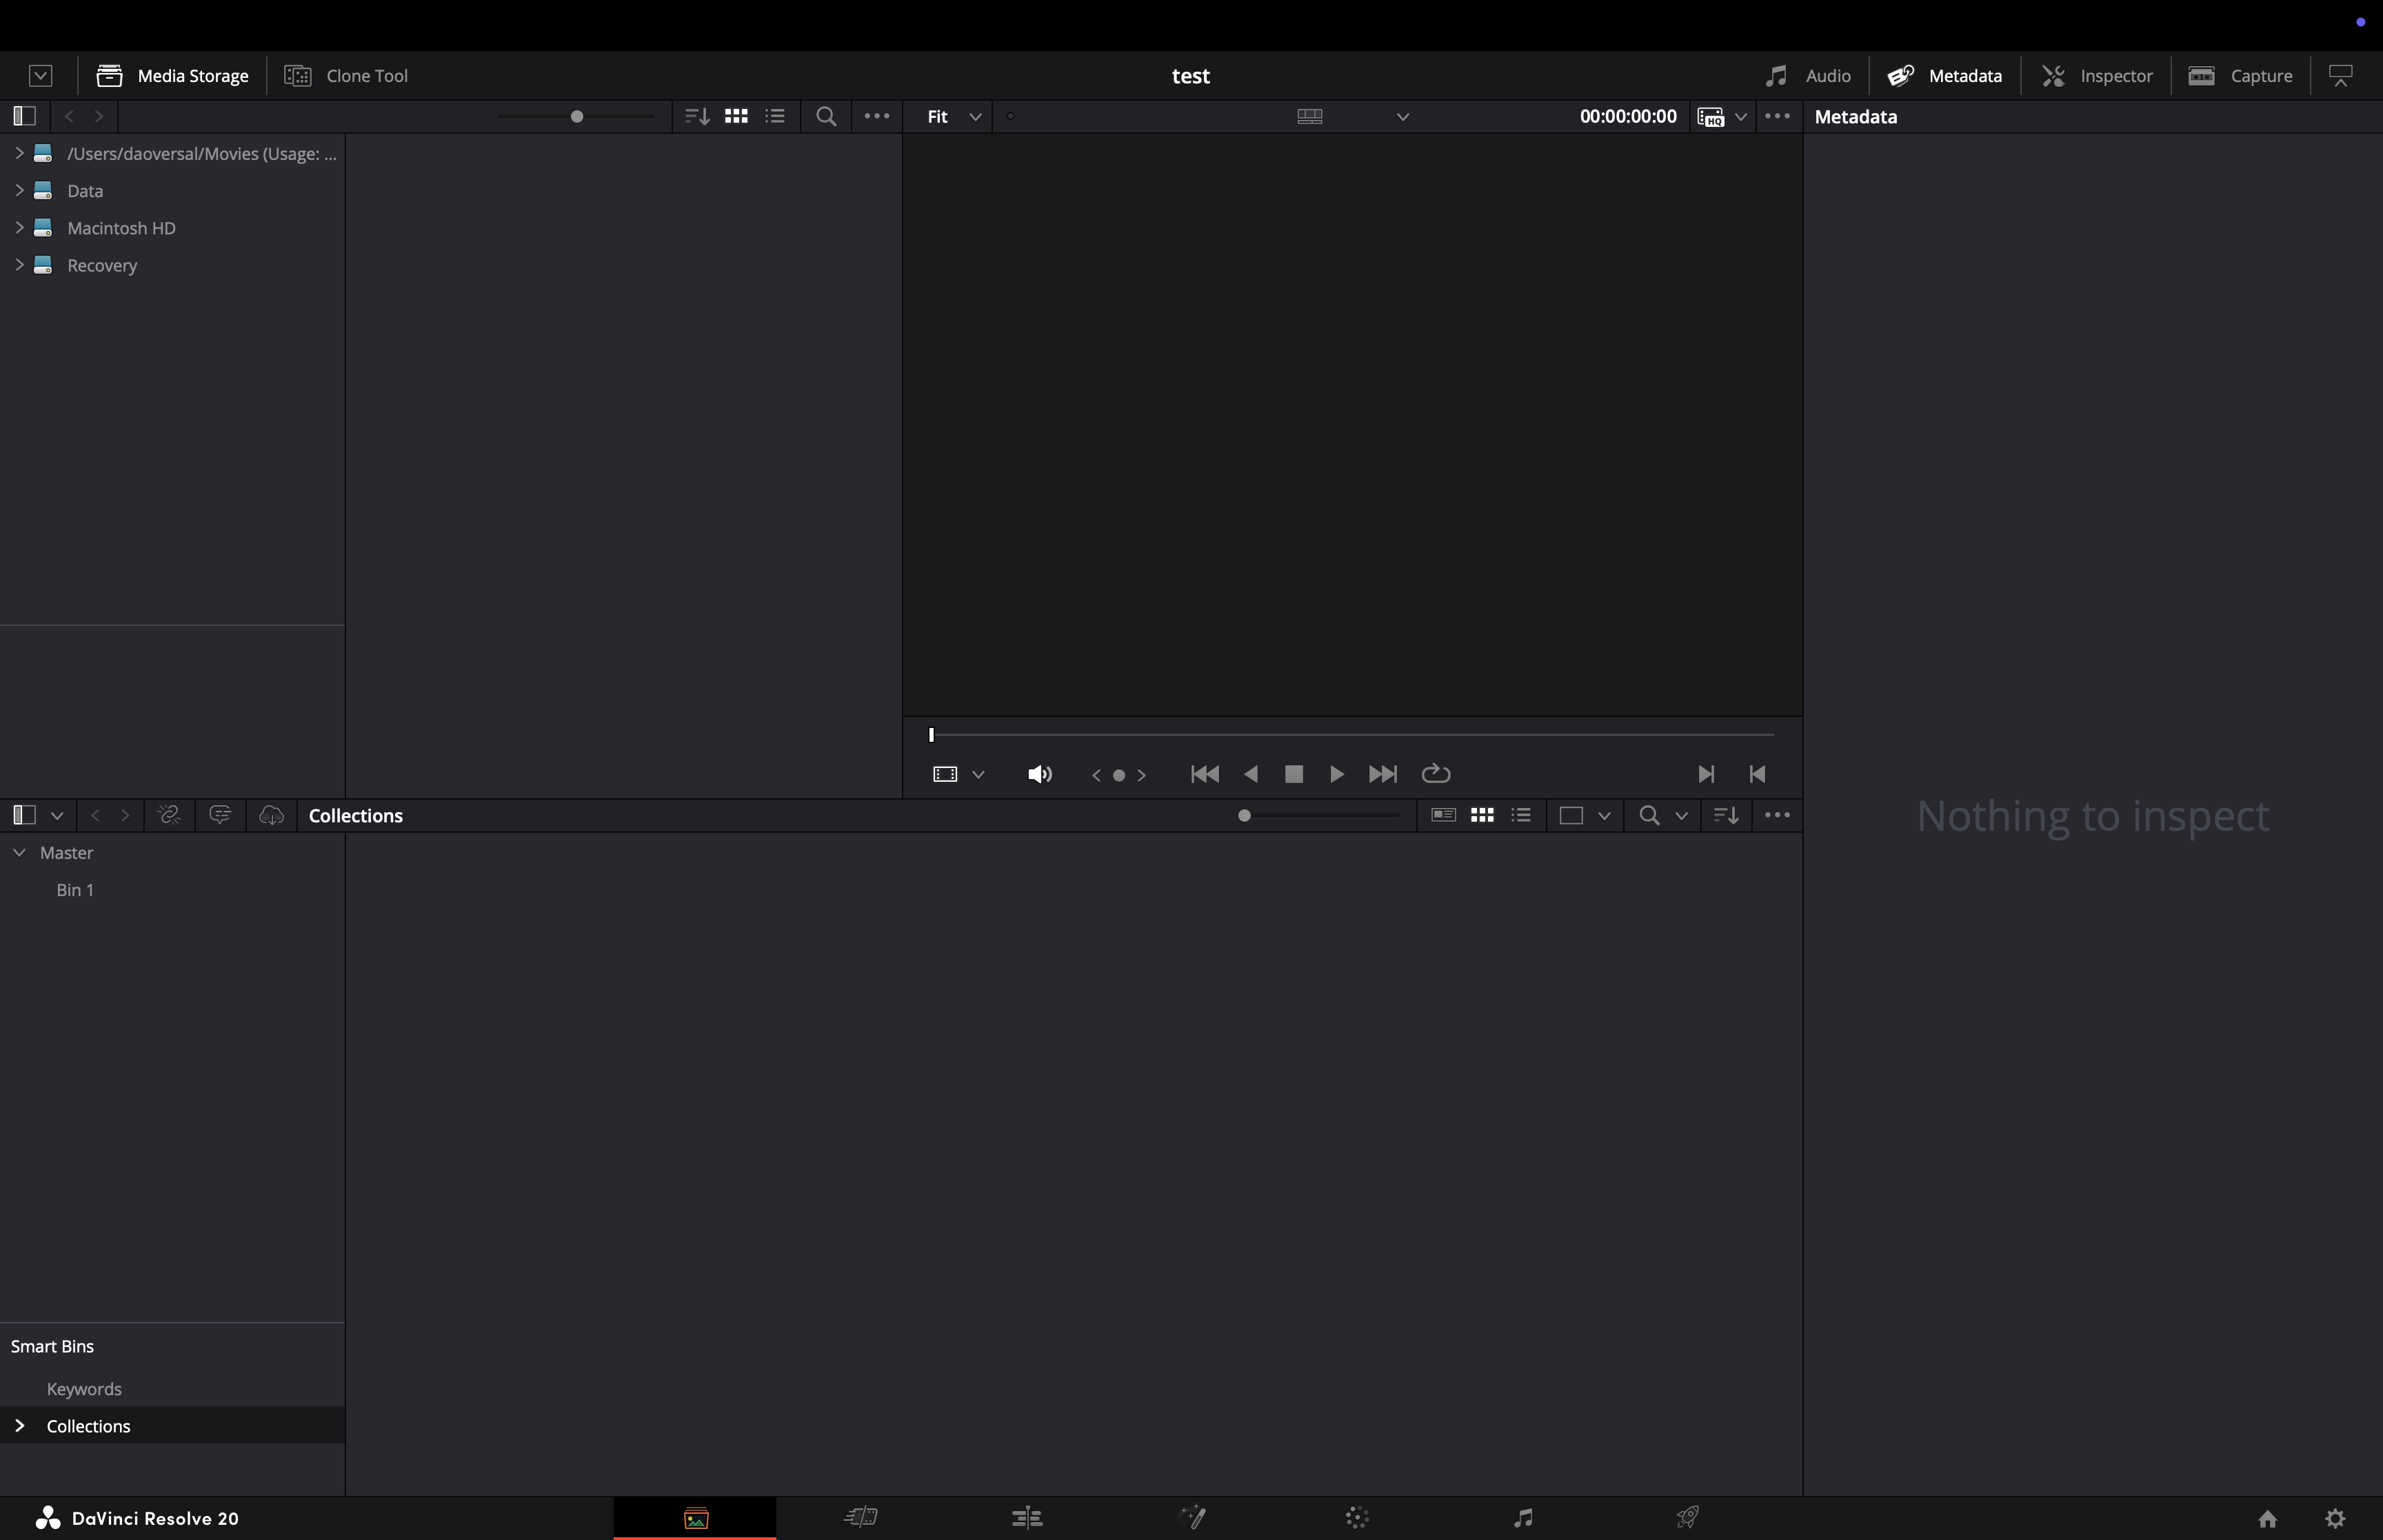 Media Storage
Clone Tool
test
Audio
Metadata
Inspector
Capture
Fit
00:00:00:00
HQ
Metadata
/Users/daoversal/Movies (Usage: ...
Data
Macintosh HD
Recovery
Nothing to inspect
Collections
Master
Bin 1
Smart Bins
Keywords
Collections
DaVinci Resolve 20